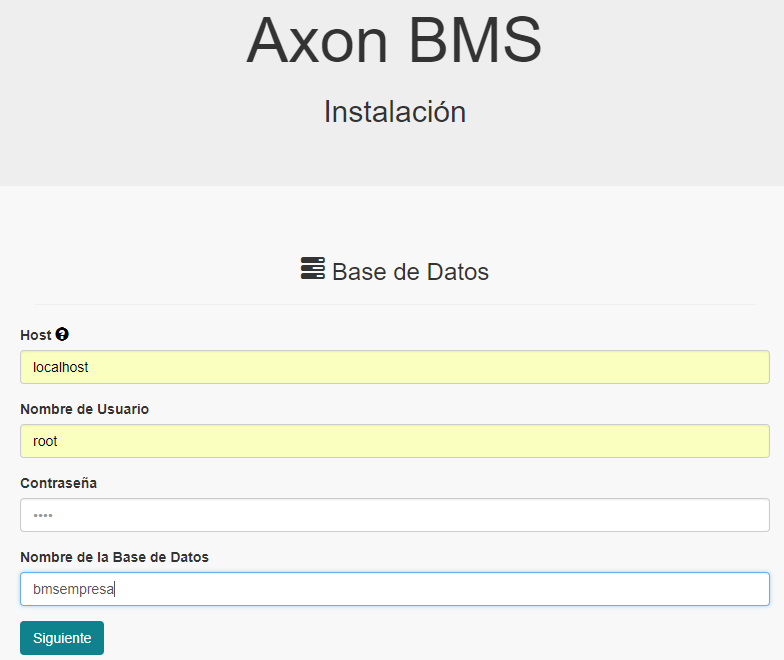 Axon BMS
Instalación
Base de Datos
Host
localhost
Nombre de Usuario
root
Contraseña
••••
Nombre de la Base de Datos
bmsempresa
Siguiente